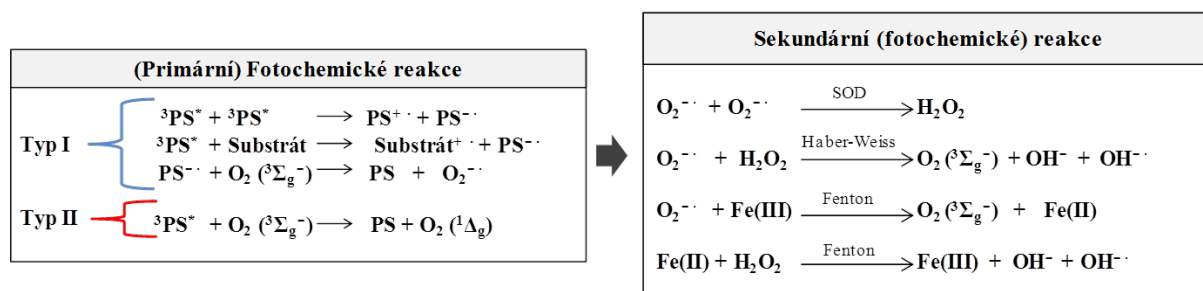 (Primární) Fotochemické reakce
Typ I
³PS* + ³PS* → PS⁺· + PS⁻·
³PS* + Substrát → Substrát⁺· + PS⁻·
PS⁻· + O₂ (³Σg⁻) → PS + O₂⁻·
Typ II
³PS* + O₂ (³Σg⁻) → PS + O₂ (¹Δg)
Sekundární (fotochemické) reakce
SOD
O₂⁻· + O₂⁻· → H₂O₂
Haber-Weiss
O₂⁻· + H₂O₂ → O₂ (³Σg⁻) + OH⁻ + OH⁻·
Fenton
O₂⁻· + Fe(III) → O₂ (³Σg⁻) + Fe(II)
Fenton
Fe(II) + H₂O₂ → Fe(III) + OH⁻ + OH⁻·